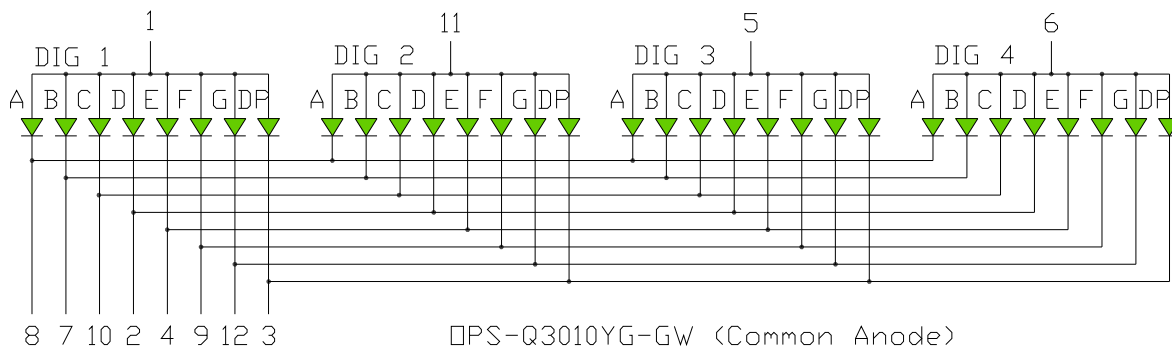 1 11 5 6
DIG 1 DIG 2 DIG 3 DIG 4
A B C D E F G DP A B C D E F G DP A B C D E F G DP A B C D E F G DP
8 7 10 2 4 9 12 3
□PS-Q3010YG-GW (Common Anode)